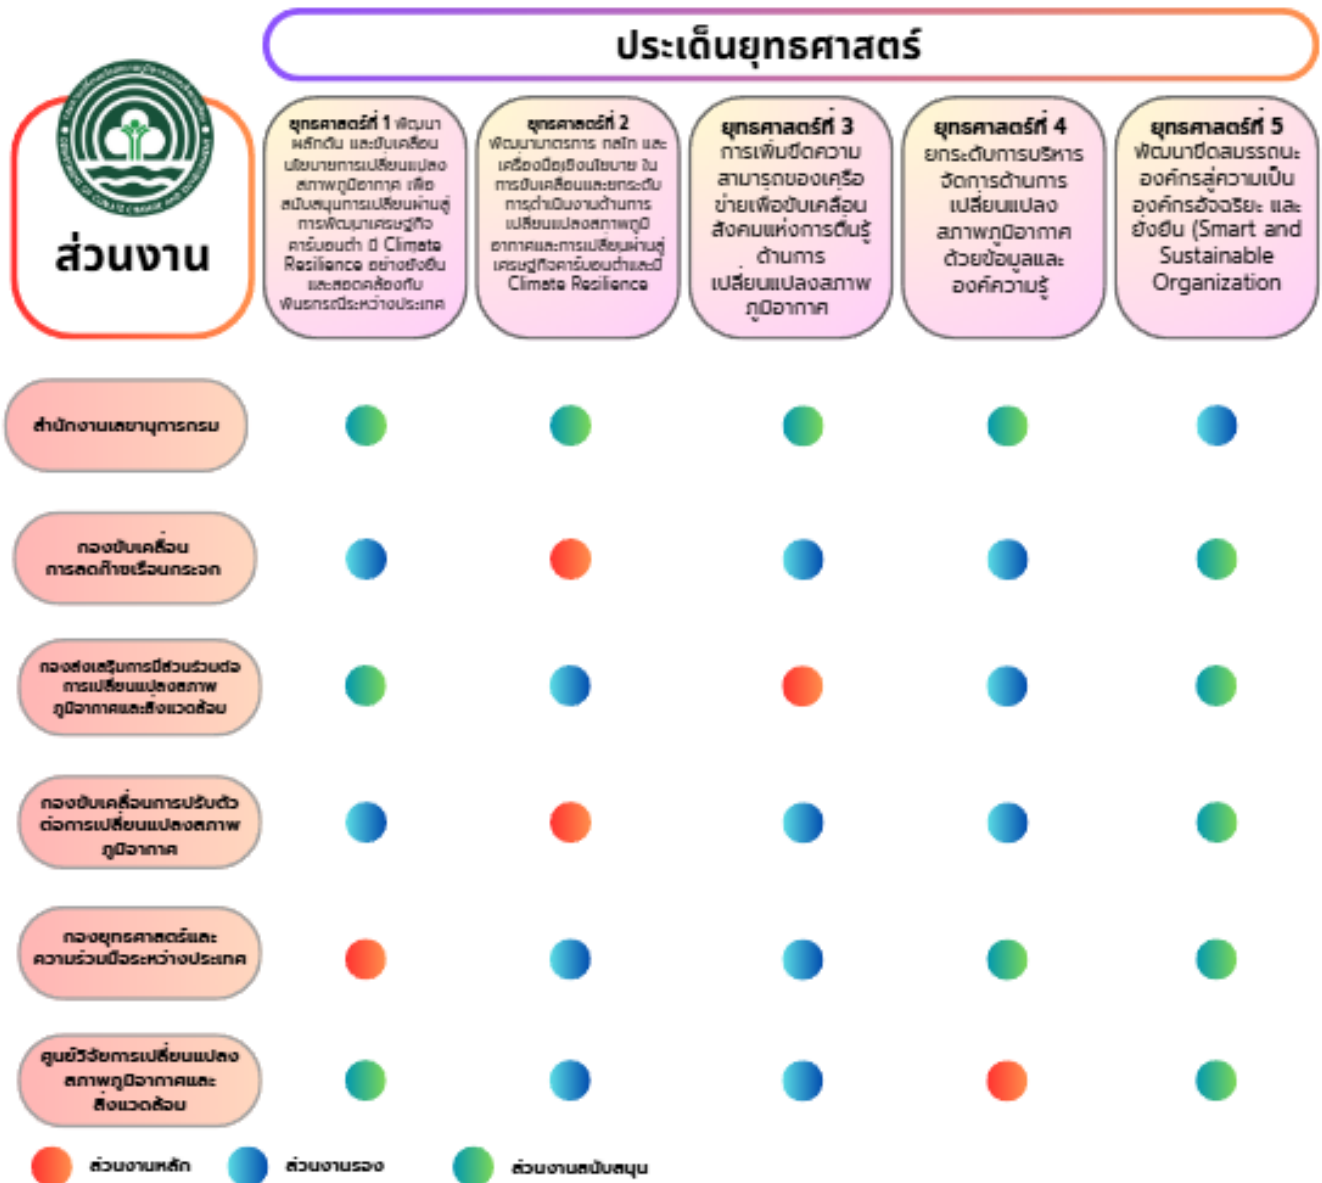 ประเด็นยุทธศาสตร์
ส่วนงาน
ยุทธศาสตร์ที่ 1 พัฒนา
ผลักดัน และขับเคลื่อน
นโยบายการเปลี่ยนแปลง
สภาพภูมิอากาศ เพื่อ
สนับสนุนการเปลี่ยนผ่านสู่
การพัฒนาเศรษฐกิจ
คาร์บอนต่ำ มี Climate
Resilience อย่างยั่งยืน
และสอดคล้องกับ
พันธกรณีระหว่างประเทศ
ยุทธศาสตร์ที่ 2
พัฒนามาตรการ กลไก และ
เครื่องมือเชิงนโยบาย ใน
การขับเคลื่อนและยกระดับ
การดำเนินงานด้านการ
เปลี่ยนแปลงสภาพภูมิ
อากาศและการเปลี่ยนผ่านสู่
เศรษฐกิจคาร์บอนต่ำและมี
Climate Resilience
ยุทธศาสตร์ที่ 3
การเพิ่มขีดความ
สามารถของเครือ
ข่ายเพื่อขับเคลื่อน
สังคมแห่งการตื่นรู้
ด้านการ
เปลี่ยนแปลงสภาพ
ภูมิอากาศ
ยุทธศาสตร์ที่ 4
ยกระดับการบริหาร
จัดการด้านการ
เปลี่ยนแปลง
สภาพภูมิอากาศ
ด้วยข้อมูลและ
องค์ความรู้
ยุทธศาสตร์ที่ 5
พัฒนาขีดสมรรถนะ
องค์กรสู่ความเป็น
องค์กรอัจฉริยะ และ
ยั่งยืน (Smart and
Sustainable
Organization
สำนักงานเลขานุการกรม
กองขับเคลื่อน
การลดก๊าซเรือนกระจก
กองส่งเสริมการมีส่วนร่วมต่อ
การเปลี่ยนแปลงสภาพ
ภูมิอากาศและสิ่งแวดล้อม
กองขับเคลื่อนการปรับตัว
ต่อการเปลี่ยนแปลงสภาพ
ภูมิอากาศ
กองยุทธศาสตร์และ
ความร่วมมือระหว่างประเทศ
ศูนย์วิจัยการเปลี่ยนแปลง
สภาพภูมิอากาศและ
สิ่งแวดล้อม
ส่วนงานหลัก
ส่วนงานรอง
ส่วนงานสนับสนุน